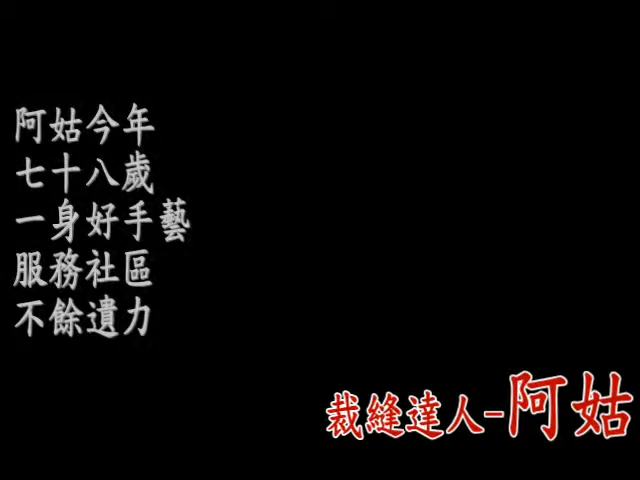 阿姑今年
七十八歲
一身好手藝
服務社區
不餘遺力
裁縫達人-阿姑